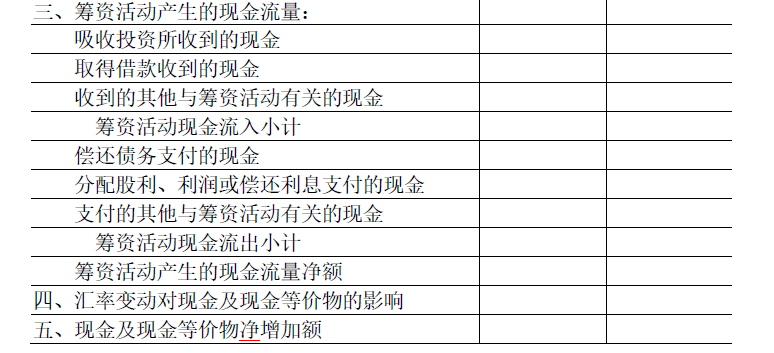 三、筹资活动产生的现金流量：
吸收投资所收到的现金
取得借款收到的现金
收到的其他与筹资活动有关的现金
筹资活动现金流入小计
偿还债务支付的现金
分配股利、利润或偿还利息支付的现金
支付的其他与筹资活动有关的现金
筹资活动现金流出小计
筹资活动产生的现金流量净额
四、汇率变动对现金及现金等价物的影响
五、现金及现金等价物净增加额